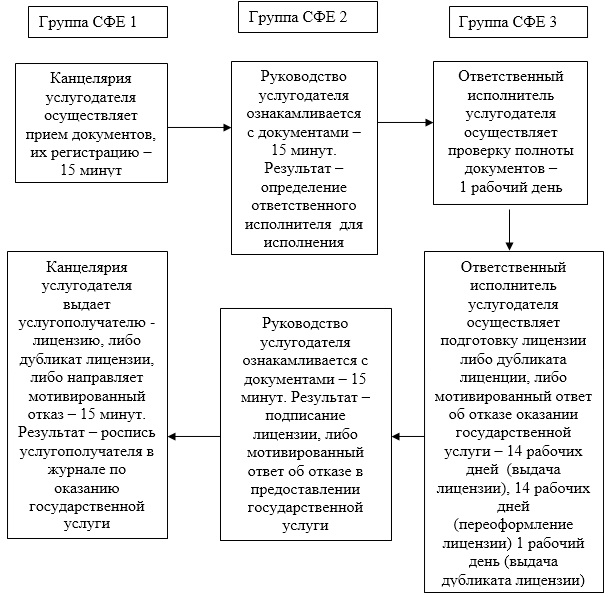 Группа СФЕ 1
Группа СФЕ 2
Группа СФЕ 3
Канцелярия
услугодателя
осуществляет
прием документов,
их регистрацию –
15 минут
Руководство
услугодателя
ознакамливается
с документами –
15 минут.
Результат –
определение
ответственного
исполнителя для
исполнения
Ответственный
исполнитель
услугодателя
осуществляет
проверку полноты
документов –
1 рабочий день
Ответственный
исполнитель
услугодателя
осуществляет
подготовку лицензии
либо дубликата
лиценции, либо
мотивированный ответ
об отказе оказании
государственной
услуги – 14 рабочих
дней (выдача
лицензии), 14 рабочих
дней
(переоформление
лицензии) 1 рабочий
день (выдача
дубликата лицензии)
Руководство
услугодателя
ознакамливается с
документами – 15
минут. Результат –
подписание
лицензии, либо
мотивированный
ответ об отказе в
предоставлении
государственной
услуги
Канцелярия
услугодателя
выдает
услугополучателю -
лицензию, либо
дубликат лицензии,
либо направляет
мотивированный
отказ – 15 минут.
Результат – роспись
услугополучателя в
журнале по
оказанию
государственной
услуги